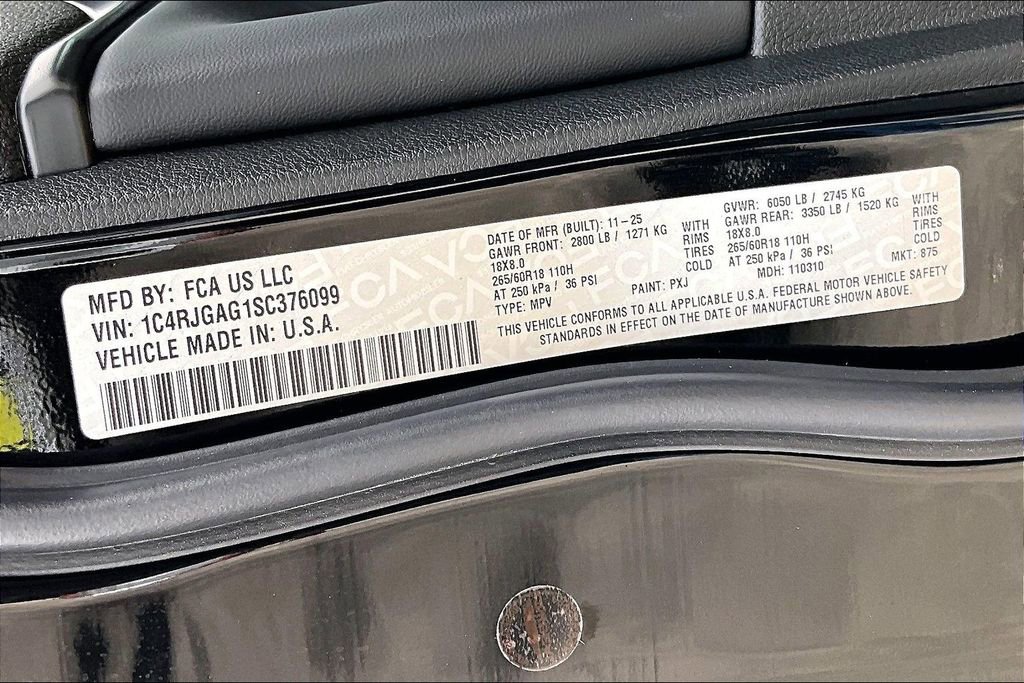 MFD BY: FCA US LLC
VIN: 1C4RJGAG1SC376099
VEHICLE MADE IN: U.S.A.
DATE OF MFR (BUILT): 11-25
GAWR FRONT: 2800 LB / 1271 KG WITH
18X8.0 RIMS
265/60R18 110H TIRES
AT 250 kPa / 36 PSI COLD
TYPE: MPV PAINT: PXJ
GVWR: 6050 LB / 2745 KG
GAWR REAR: 3350 LB / 1520 KG WITH
18X8.0 RIMS
265/60R18 110H TIRES
AT 250 kPa / 36 PSI COLD
MDH: 110310 MKT: 875
THIS VEHICLE CONFORMS TO ALL APPLICABLE U.S.A. FEDERAL MOTOR VEHICLE SAFETY
STANDARDS IN EFFECT ON THE DATE OF MANUFACTURE SHOWN ABOVE.